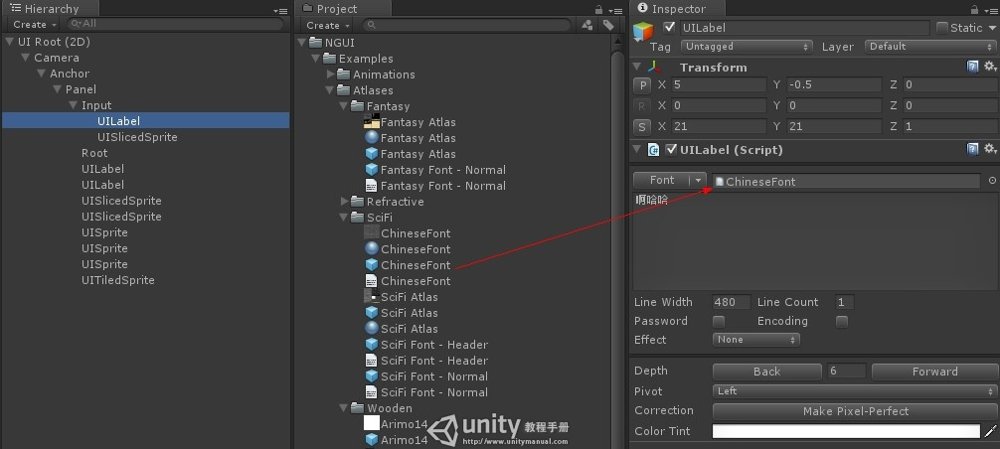 Hierarchy
Create
All
UI Root (2D)
Camera
Anchor
Panel
Input
UILabel
UISlicedSprite
Root
UILabel
UILabel
UISlicedSprite
UISlicedSprite
UISprite
UISprite
UISprite
UITiledSprite
Project
Create
NGUI
Examples
Animations
Atlases
Fantasy
Fantasy Atlas
Fantasy Atlas
Fantasy Atlas
Fantasy Font - Normal
Fantasy Font - Normal
Refractive
SciFi
ChineseFont
ChineseFont
ChineseFont
ChineseFont
SciFi Atlas
SciFi Atlas
SciFi Atlas
SciFi Font - Header
SciFi Font - Header
SciFi Font - Normal
SciFi Font - Normal
Wooden
Arimo14
Arimo14
unity 教程手册
http://www.unitymanual.com
Inspector
UILabel Static
Tag Untagged Layer Default
Transform
P X 5 Y -0.5 Z 0
R X 0 Y 0 Z 0
S X 21 Y 21 Z 1
UILabel (Script)
Font ChineseFont
啊哈哈
Line Width 480 Line Count 1
Password Encoding
Effect None
Depth Back 6 Forward
Pivot Left
Correction Make Pixel-Perfect
Color Tint